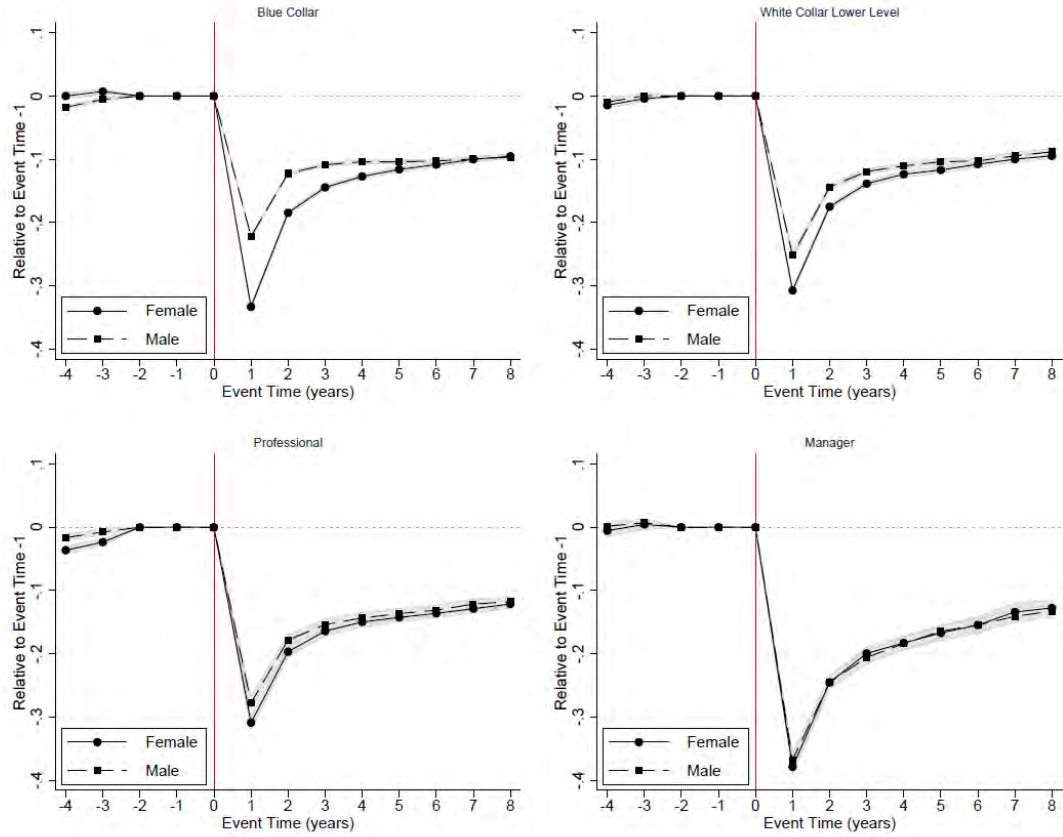 Blue Collar
.1
0
-.1
-.2
-.3
-.4
Relative to Event Time -1
Female
Male
-4 -3 -2 -1 0 1 2 3 4 5 6 7 8
Event Time (years)
White Collar Lower Level
.1
0
-.1
-.2
-.3
-.4
Relative to Event Time -1
Female
Male
-4 -3 -2 -1 0 1 2 3 4 5 6 7 8
Event Time (years)
Professional
.1
0
-.1
-.2
-.3
-.4
Relative to Event Time -1
Female
Male
-4 -3 -2 -1 0 1 2 3 4 5 6 7 8
Event Time (years)
Manager
.1
0
-.1
-.2
-.3
-.4
Relative to Event Time -1
Female
Male
-4 -3 -2 -1 0 1 2 3 4 5 6 7 8
Event Time (years)